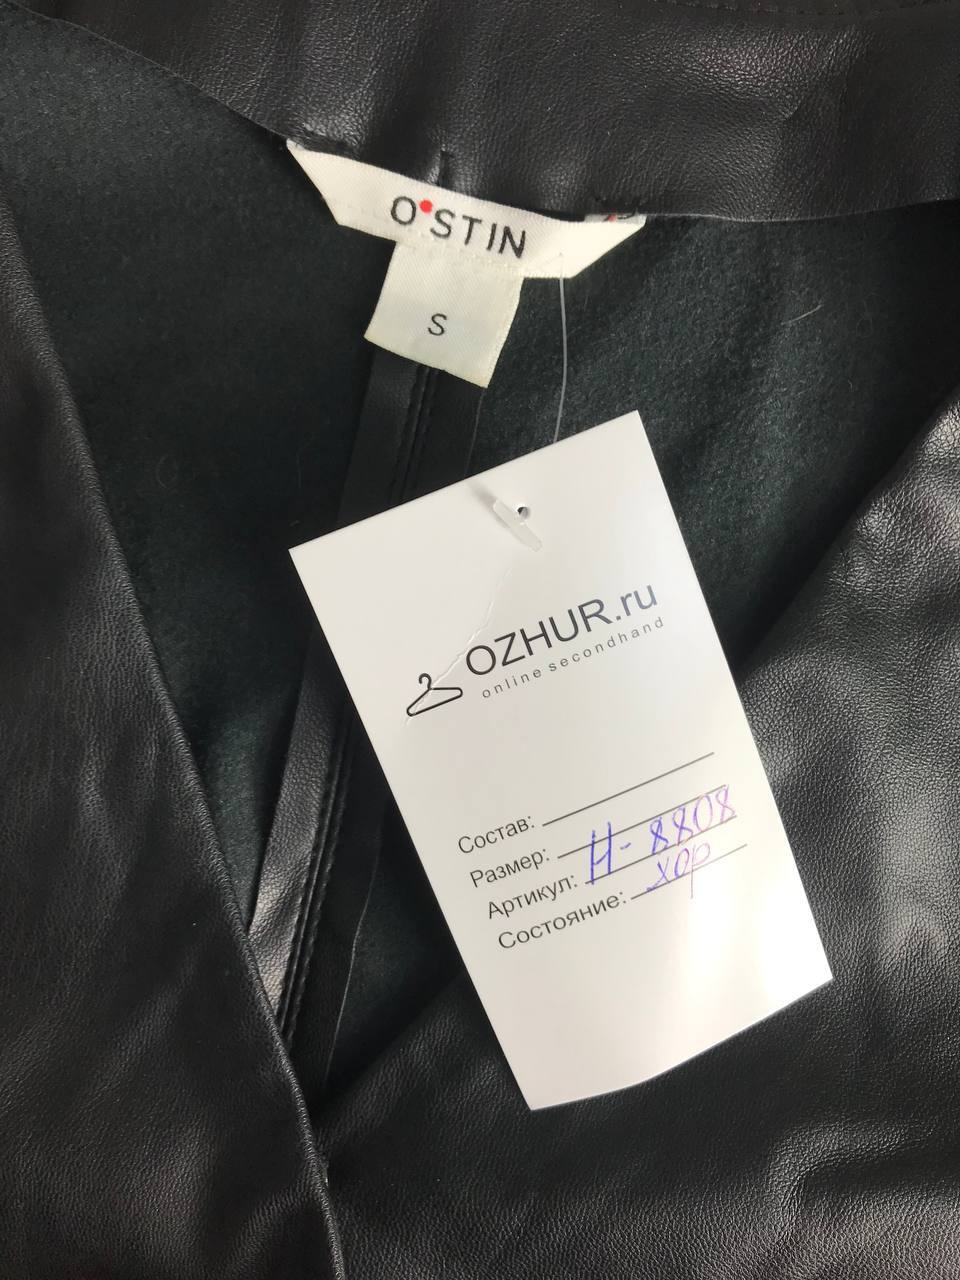 O'STIN
S
OZHUR.ru
online secondhand
Состав:
Размер:
Артикул: Н-8808
Состояние: хор